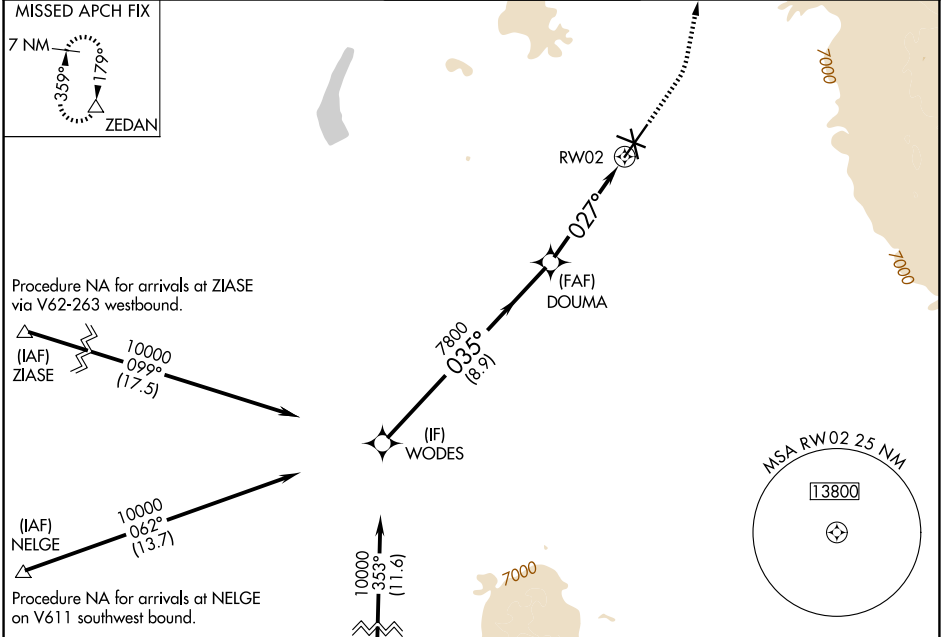 MISSED APCH FIX
7 NM
359°
179°
ZEDAN
7000
RW02
027°
7000
(FAF)
DOUMA
Procedure NA for arrivals at ZIASE
via V62-263 westbound.
(IAF)
ZIASE
10000
099°
(17.5)
7800
035°
(8.9)
(IF)
WODES
MSA RW02 25 NM
13800
(IAF)
NELGE
10000
062°
(13.7)
10000
353°
(11.6)
7000
Procedure NA for arrivals at NELGE
on V611 southwest bound.